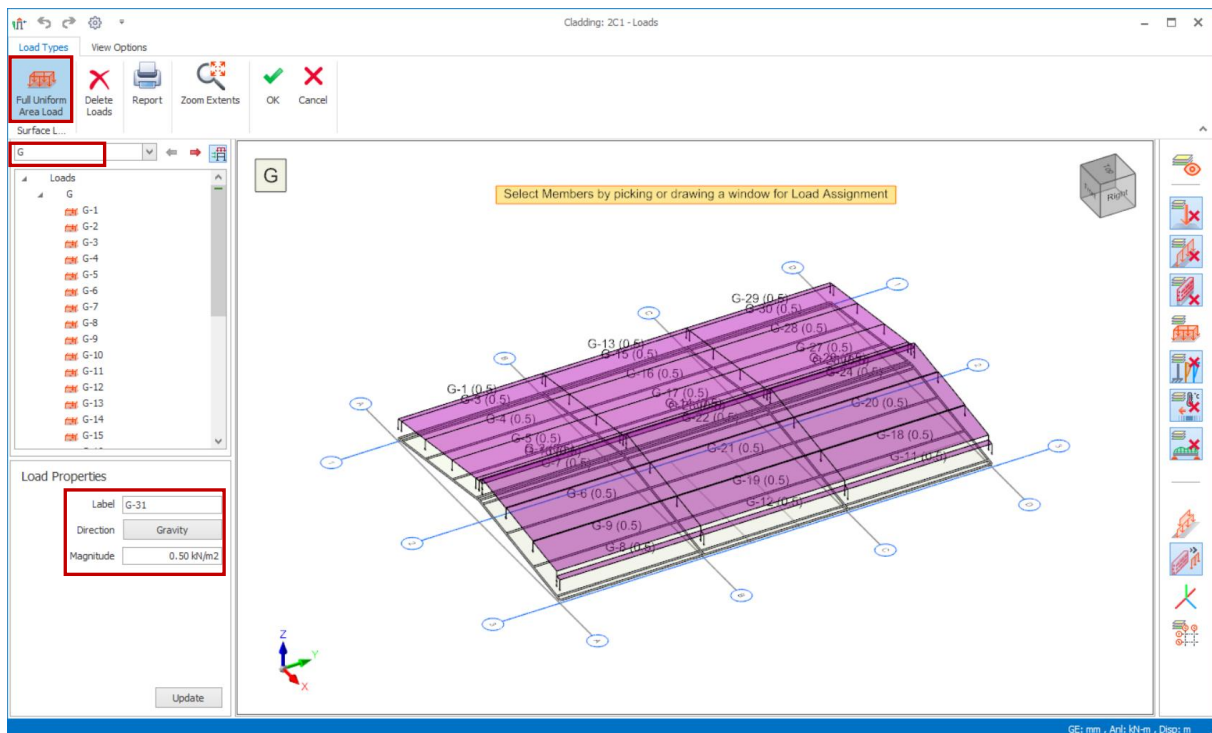 Cladding: 2C1 - Loads
Load Types View Options
Full Uniform Area Load
Delete Loads
Report
Zoom Extents
OK
Cancel
Surface L...
G
Loads
G
G-1
G-2
G-3
G-4
G-5
G-6
G-7
G-8
G-9
G-10
G-11
G-12
G-13
G-14
G-15
Load Properties
Label G-31
Direction Gravity
Magnitude 0.50 kN/m2
Update
G
Select Members by picking or drawing a window for Load Assignment
Right
G-29 (0.5)
G-30 (0.5)
G-28 (0.5)
G-13 (0.5)
G-15 (0.5)
G-27 (0.5)
G-16 (0.5)
G-24 (0.5)
G-1 (0.5)
G-3 (0.5)
G-17 (0.5)
G-20 (0.5)
G-4 (0.5)
G-22 (0.5)
G-5 (0.5)
G-18 (0.5)
G-21 (0.5)
G-7 (0.5)
G-11 (0.5)
G-19 (0.5)
G-6 (0.5)
G-12 (0.5)
G-9 (0.5)
G-8 (0.5)
Z
Y
X
GE: mm , Anl: kN-m , Disp: m